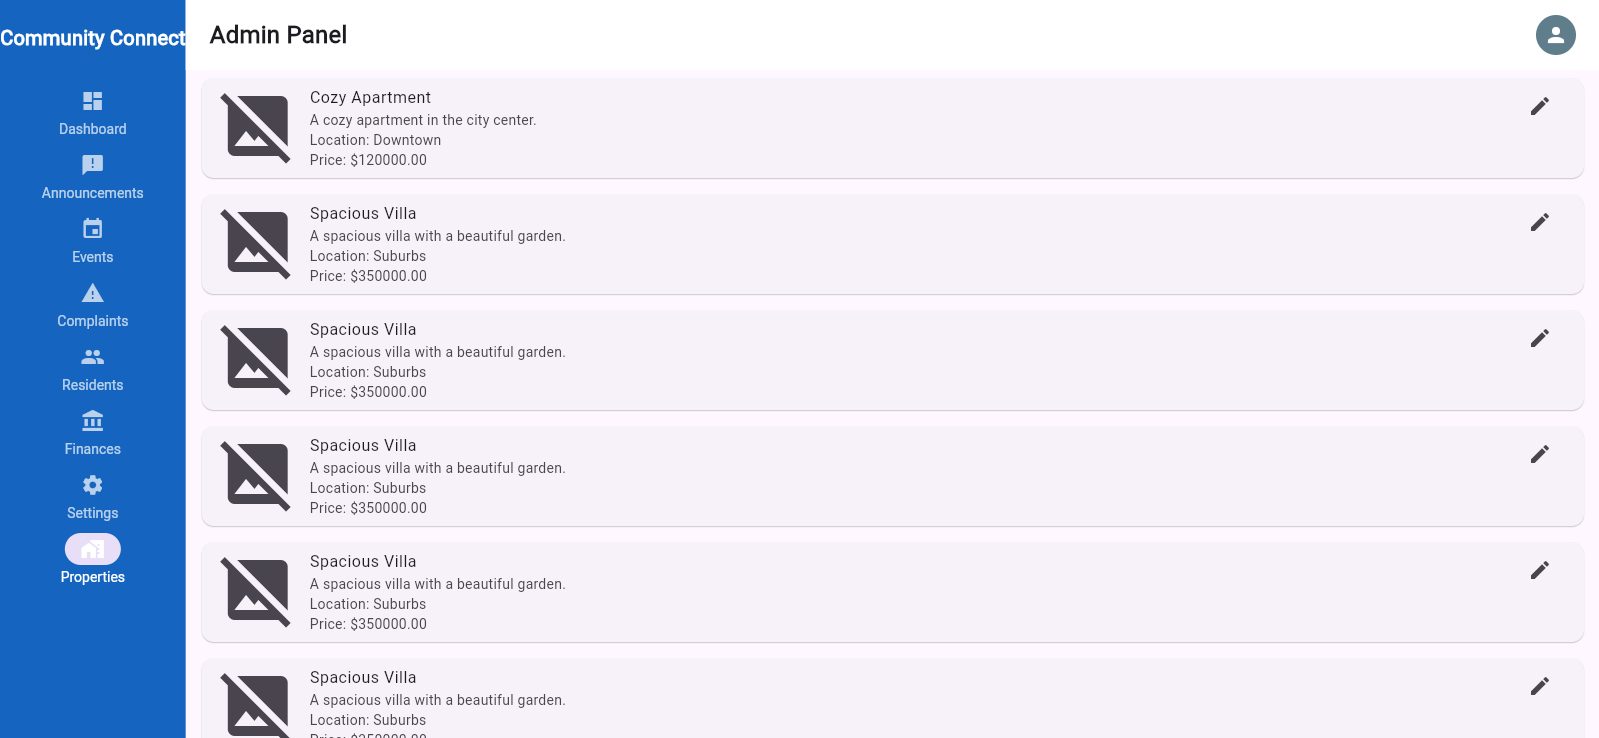 Community Connect
Admin Panel
Dashboard
Announcements
Events
Complaints
Residents
Finances
Settings
Properties
Cozy Apartment
A cozy apartment in the city center.
Location: Downtown
Price: $120000.00
Spacious Villa
A spacious villa with a beautiful garden.
Location: Suburbs
Price: $350000.00
Spacious Villa
A spacious villa with a beautiful garden.
Location: Suburbs
Price: $350000.00
Spacious Villa
A spacious villa with a beautiful garden.
Location: Suburbs
Price: $350000.00
Spacious Villa
A spacious villa with a beautiful garden.
Location: Suburbs
Price: $350000.00
Spacious Villa
A spacious villa with a beautiful garden.
Location: Suburbs
Price: $350000.00